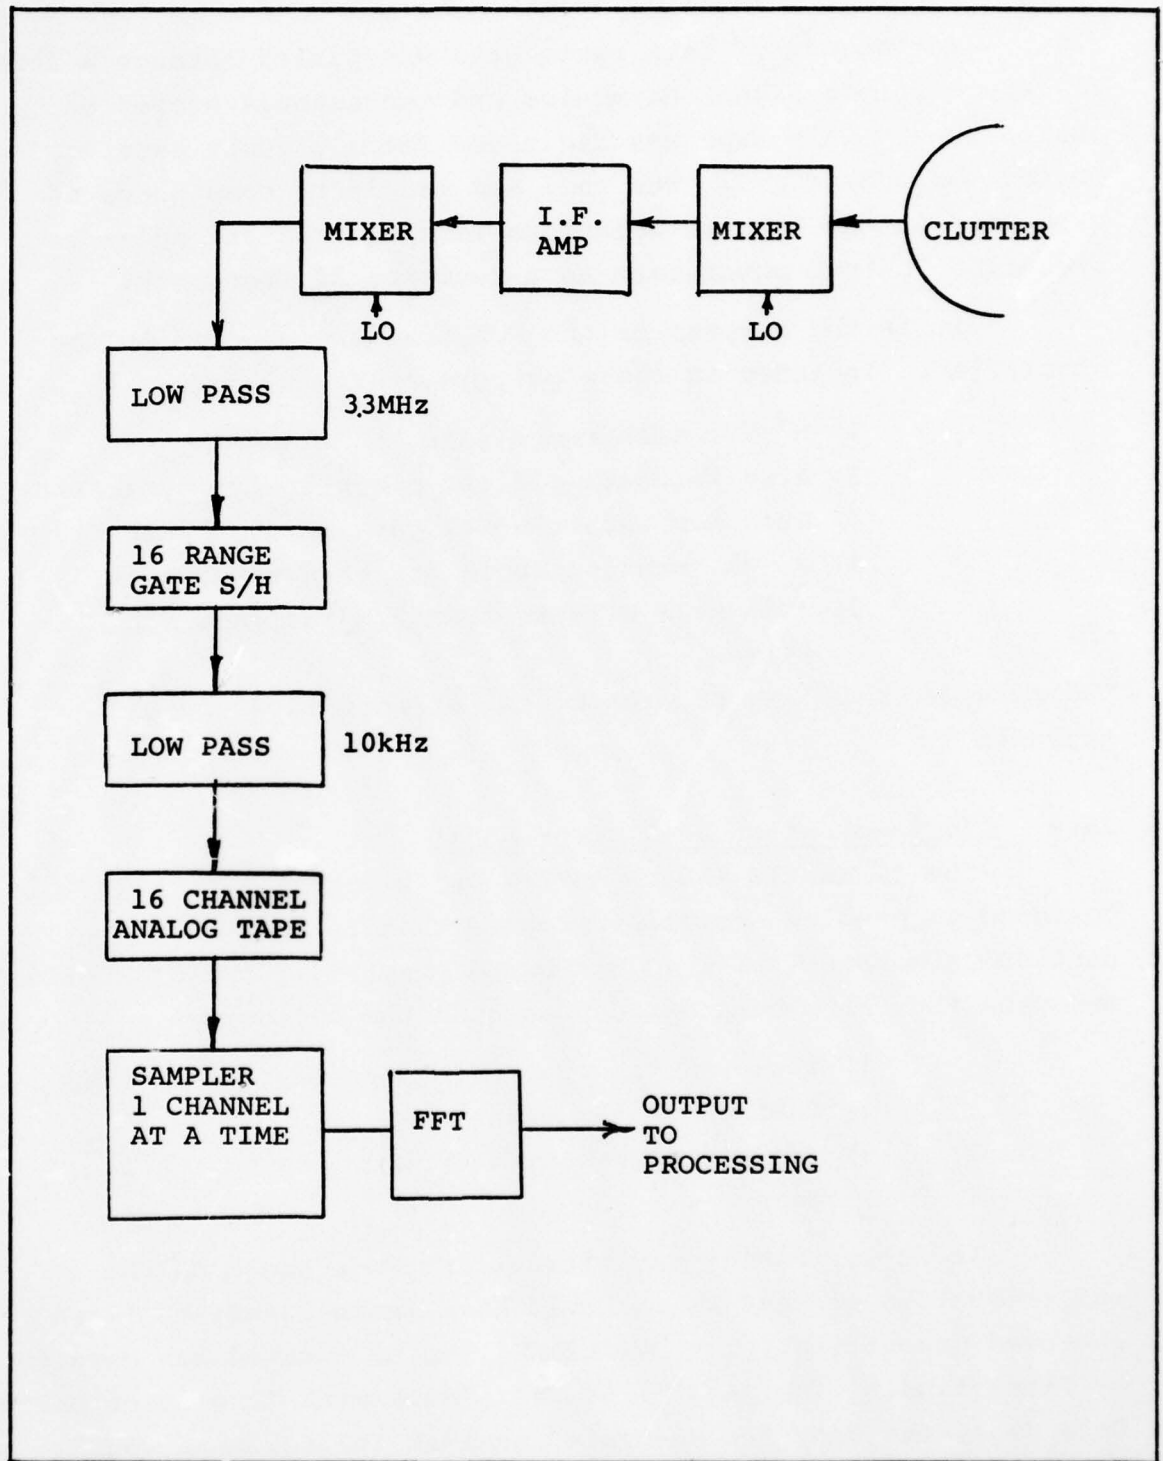 MIXER
I.F.
AMP
MIXER
CLUTTER
LO
LO
LOW PASS
3.3MHz
16 RANGE
GATE S/H
LOW PASS
10kHz
16 CHANNEL
ANALOG TAPE
SAMPLER
1 CHANNEL
AT A TIME
FFT
OUTPUT
TO
PROCESSING